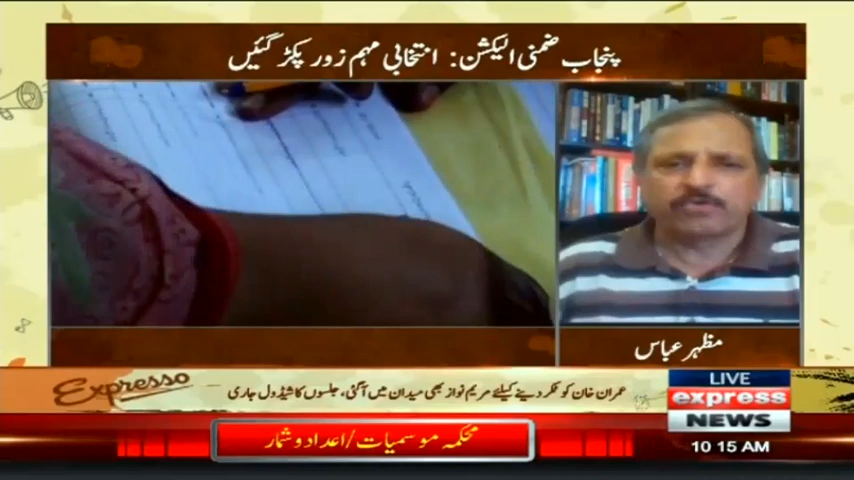 پنجاب ضمنی الیکشن: انتخابی مہم زور پکڑ گئیں
مظہر عباس
Expresso
عمران خان کو ٹکر دینے کیلئے مریم نواز بھی میدان میں آ گئی، جلسوں کا شیڈول جاری
LIVE
express
NEWS
محکمہ موسمیات/اعداد و شمار
10 15 AM